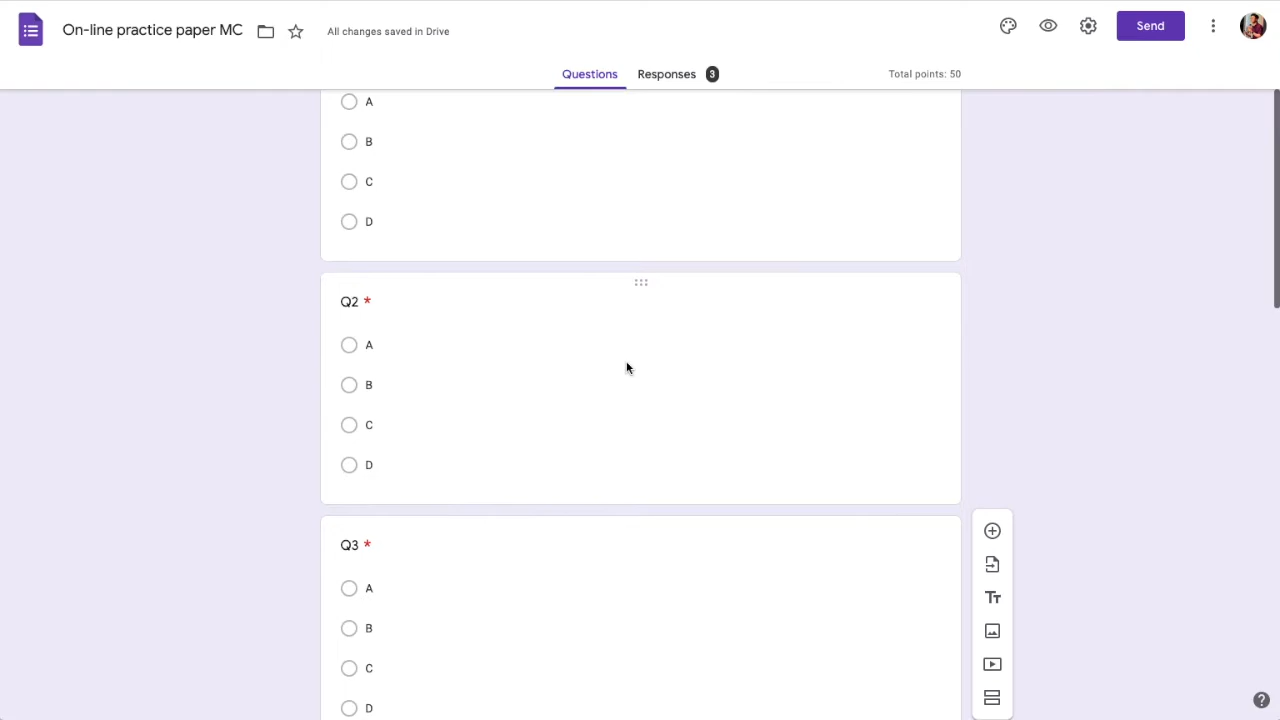 On-line practice paper MC
All changes saved in Drive
Send
Questions
Responses 3
Total points: 50
A
B
C
D
Q2 *
A
B
C
D
Q3 *
A
B
C
D
Tт
?